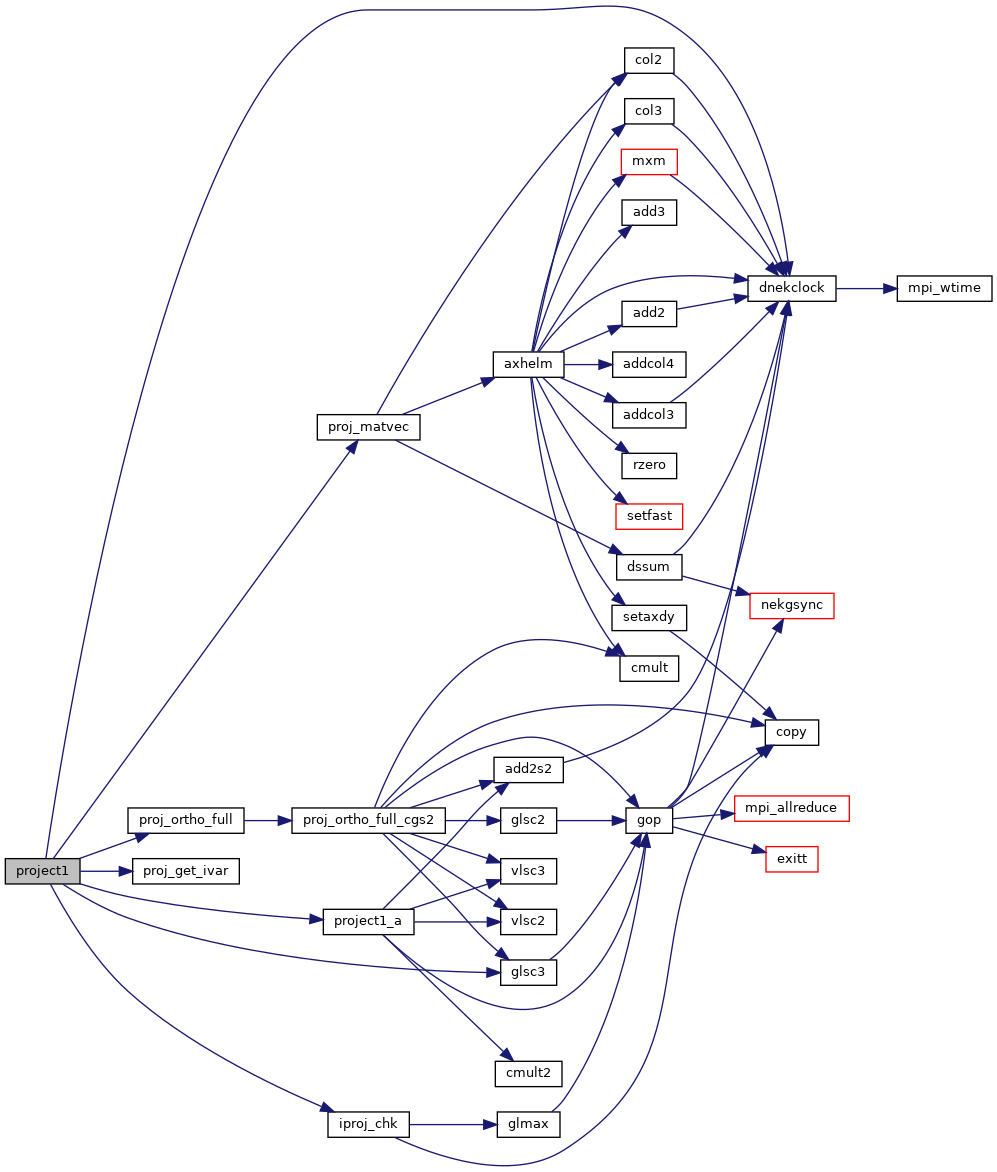 col2
col3
mxm
add3
dnekclock
mpi_wtime
add2
axhelm
addcol4
addcol3
proj_matvec
rzero
setfast
dssum
nekgsync
setaxdy
cmult
copy
add2s2
mpi_allreduce
proj_ortho_full
proj_ortho_full_cgs2
glsc2
gop
exitt
project1
proj_get_ivar
vlsc3
project1_a
vlsc2
glsc3
cmult2
iproj_chk
glmax